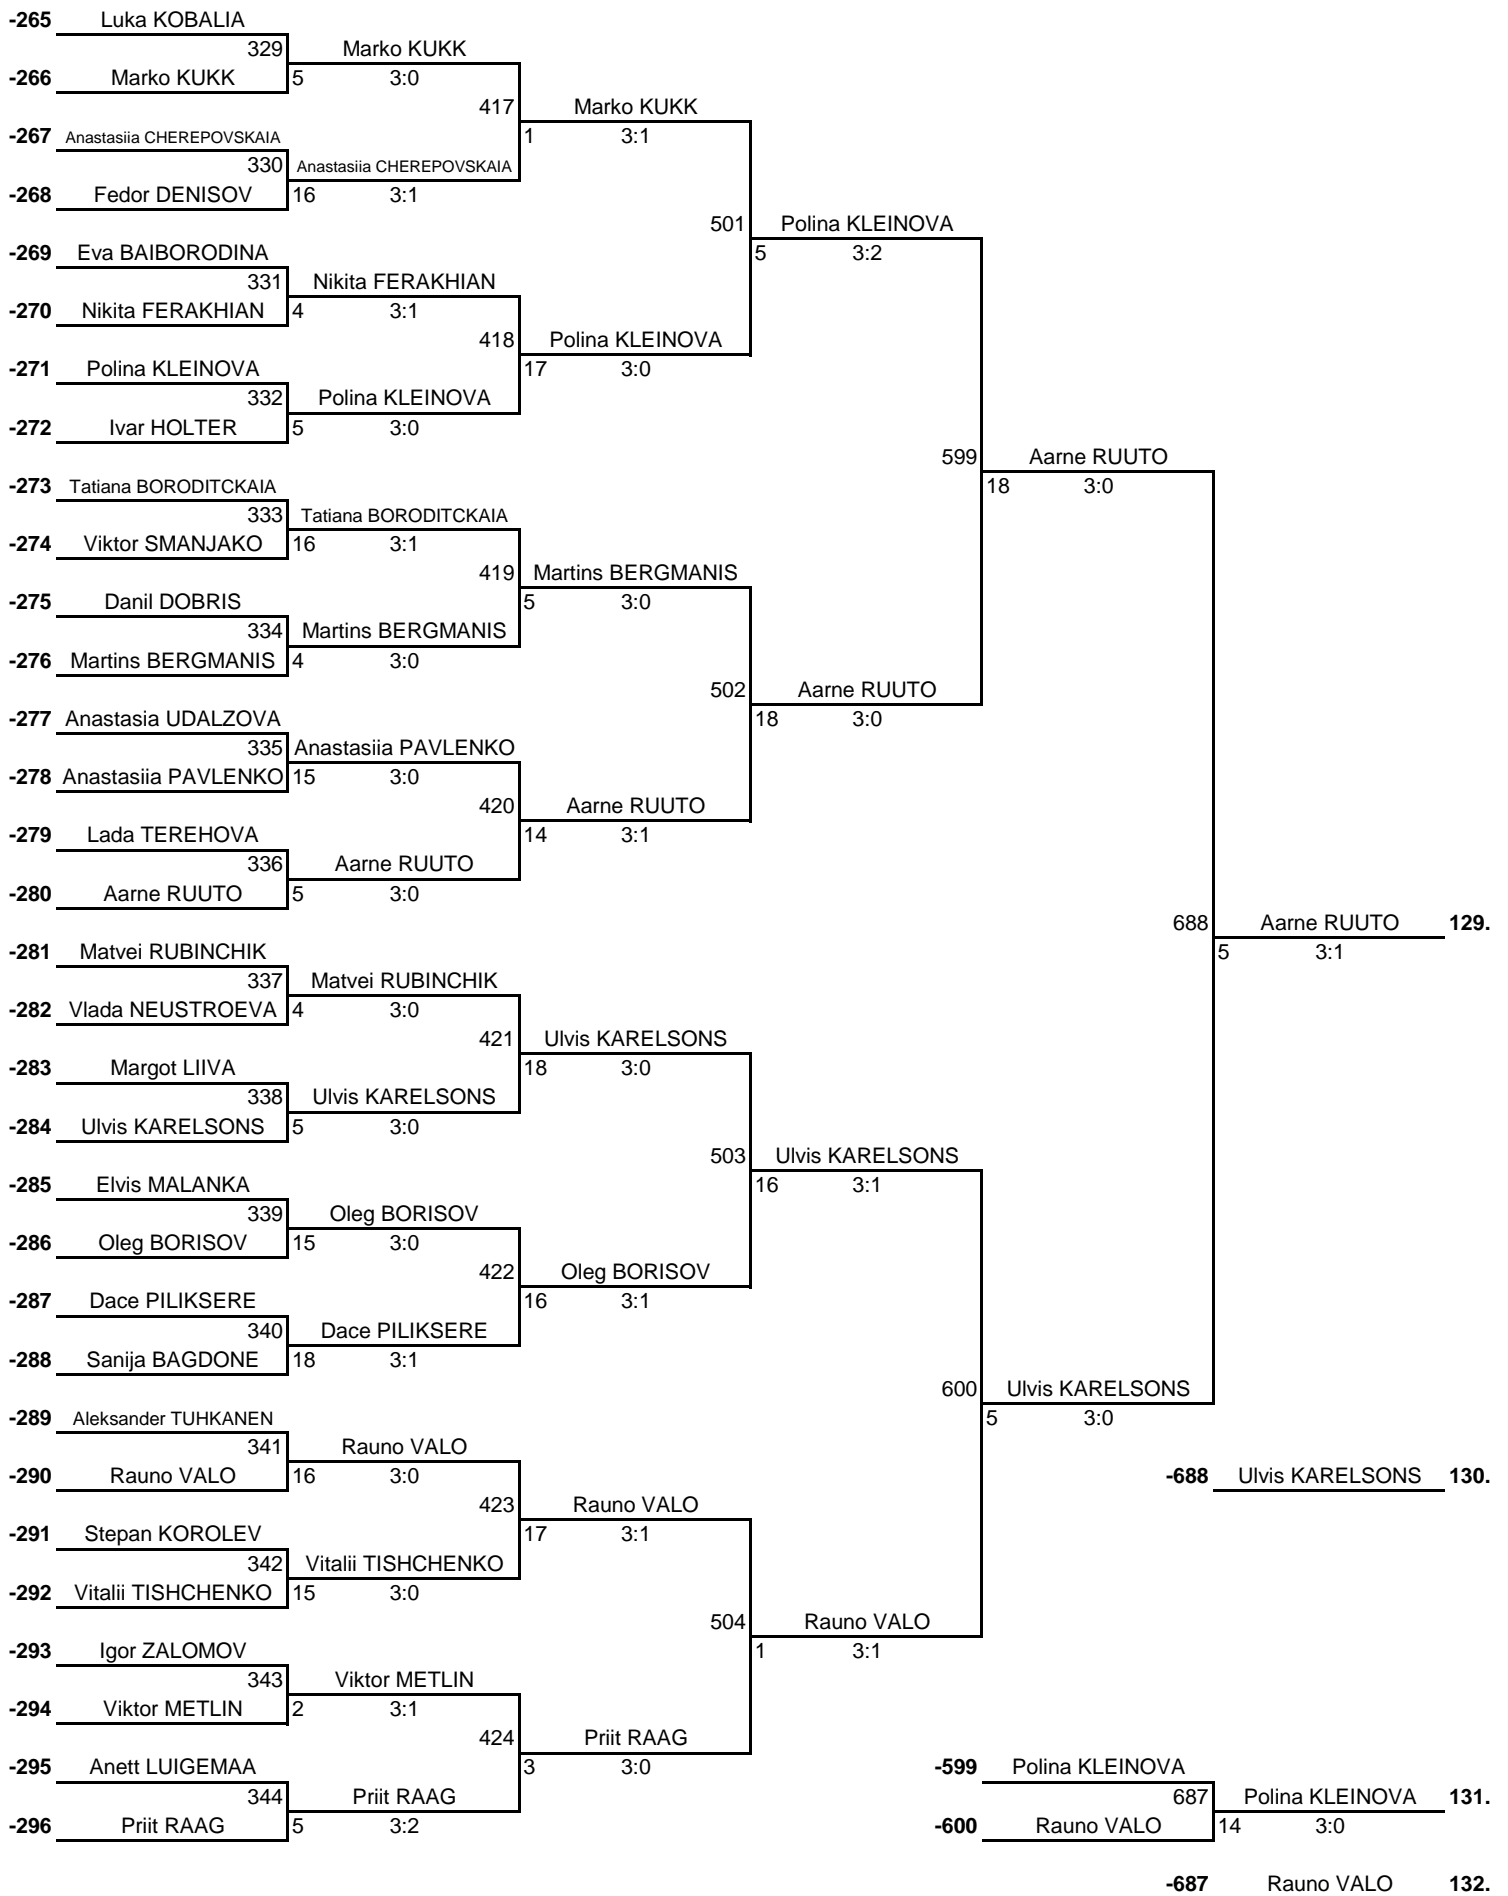 -265 Luka KOBALIA
329 Marko KUKK
-266 Marko KUKK 5 3:0
417 Marko KUKK
-267 Anastasiia CHEREPOVSKAIA 1 3:1
330 Anastasiia CHEREPOVSKAIA
-268 Fedor DENISOV 16 3:1
501 Polina KLEINOVA
-269 Eva BAIBORODINA 5 3:2
331 Nikita FERAKHIAN
-270 Nikita FERAKHIAN 4 3:1
418 Polina KLEINOVA
-271 Polina KLEINOVA 17 3:0
332 Polina KLEINOVA
-272 Ivar HOLTER 5 3:0
599 Aarne RUUTO
-273 Tatiana BORODITCKAIA 18 3:0
333 Tatiana BORODITCKAIA
-274 Viktor SMANJAKO 16 3:1
419 Martins BERGMANIS
-275 Danil DOBRIS 5 3:0
334 Martins BERGMANIS
-276 Martins BERGMANIS 4 3:0
502 Aarne RUUTO
-277 Anastasia UDALZOVA 18 3:0
335 Anastasiia PAVLENKO
-278 Anastasiia PAVLENKO 15 3:0
420 Aarne RUUTO
-279 Lada TEREHOVA 14 3:1
336 Aarne RUUTO
-280 Aarne RUUTO 5 3:0
688 Aarne RUUTO 129.
-281 Matvei RUBINCHIK 5 3:1
337 Matvei RUBINCHIK
-282 Vlada NEUSTROEVA 4 3:0
421 Ulvis KARELSONS
-283 Margot LIIVA 18 3:0
338 Ulvis KARELSONS
-284 Ulvis KARELSONS 5 3:0
503 Ulvis KARELSONS
-285 Elvis MALANKA 16 3:1
339 Oleg BORISOV
-286 Oleg BORISOV 15 3:0
422 Oleg BORISOV
-287 Dace PILIKSERE 16 3:1
340 Dace PILIKSERE
-288 Sanija BAGDONE 18 3:1
600 Ulvis KARELSONS
-289 Aleksander TUHKANEN 5 3:0
341 Rauno VALO
-290 Rauno VALO 16 3:0 -688 Ulvis KARELSONS 130.
423 Rauno VALO
-291 Stepan KOROLEV 17 3:1
342 Vitalii TISHCHENKO
-292 Vitalii TISHCHENKO 15 3:0
504 Rauno VALO
-293 Igor ZALOMOV 1 3:1
343 Viktor METLIN
-294 Viktor METLIN 2 3:1
424 Priit RAAG
-295 Anett LUIGEMAA 3 3:0 -599 Polina KLEINOVA
344 Priit RAAG 687 Polina KLEINOVA 131.
-296 Priit RAAG 5 3:2 -600 Rauno VALO 14 3:0
-687 Rauno VALO 132.